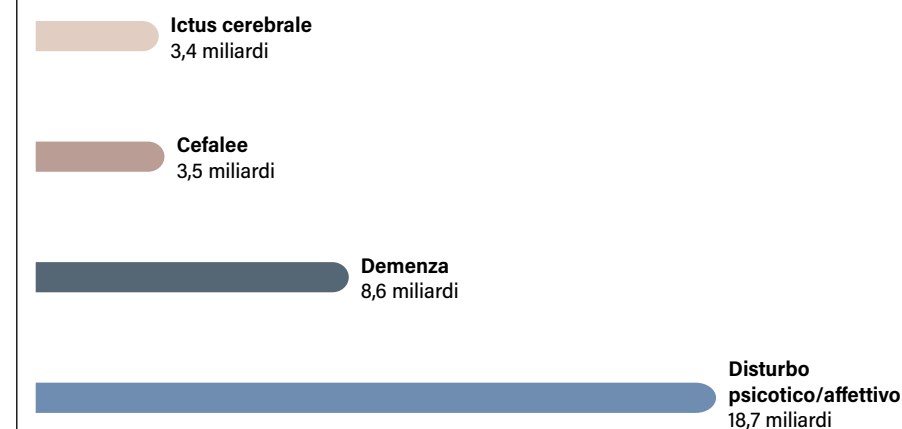 Ictus cerebrale
3,4 miliardi
Cefalee
3,5 miliardi
Demenza
8,6 miliardi
Disturbo
psicotico/affettivo
18,7 miliardi